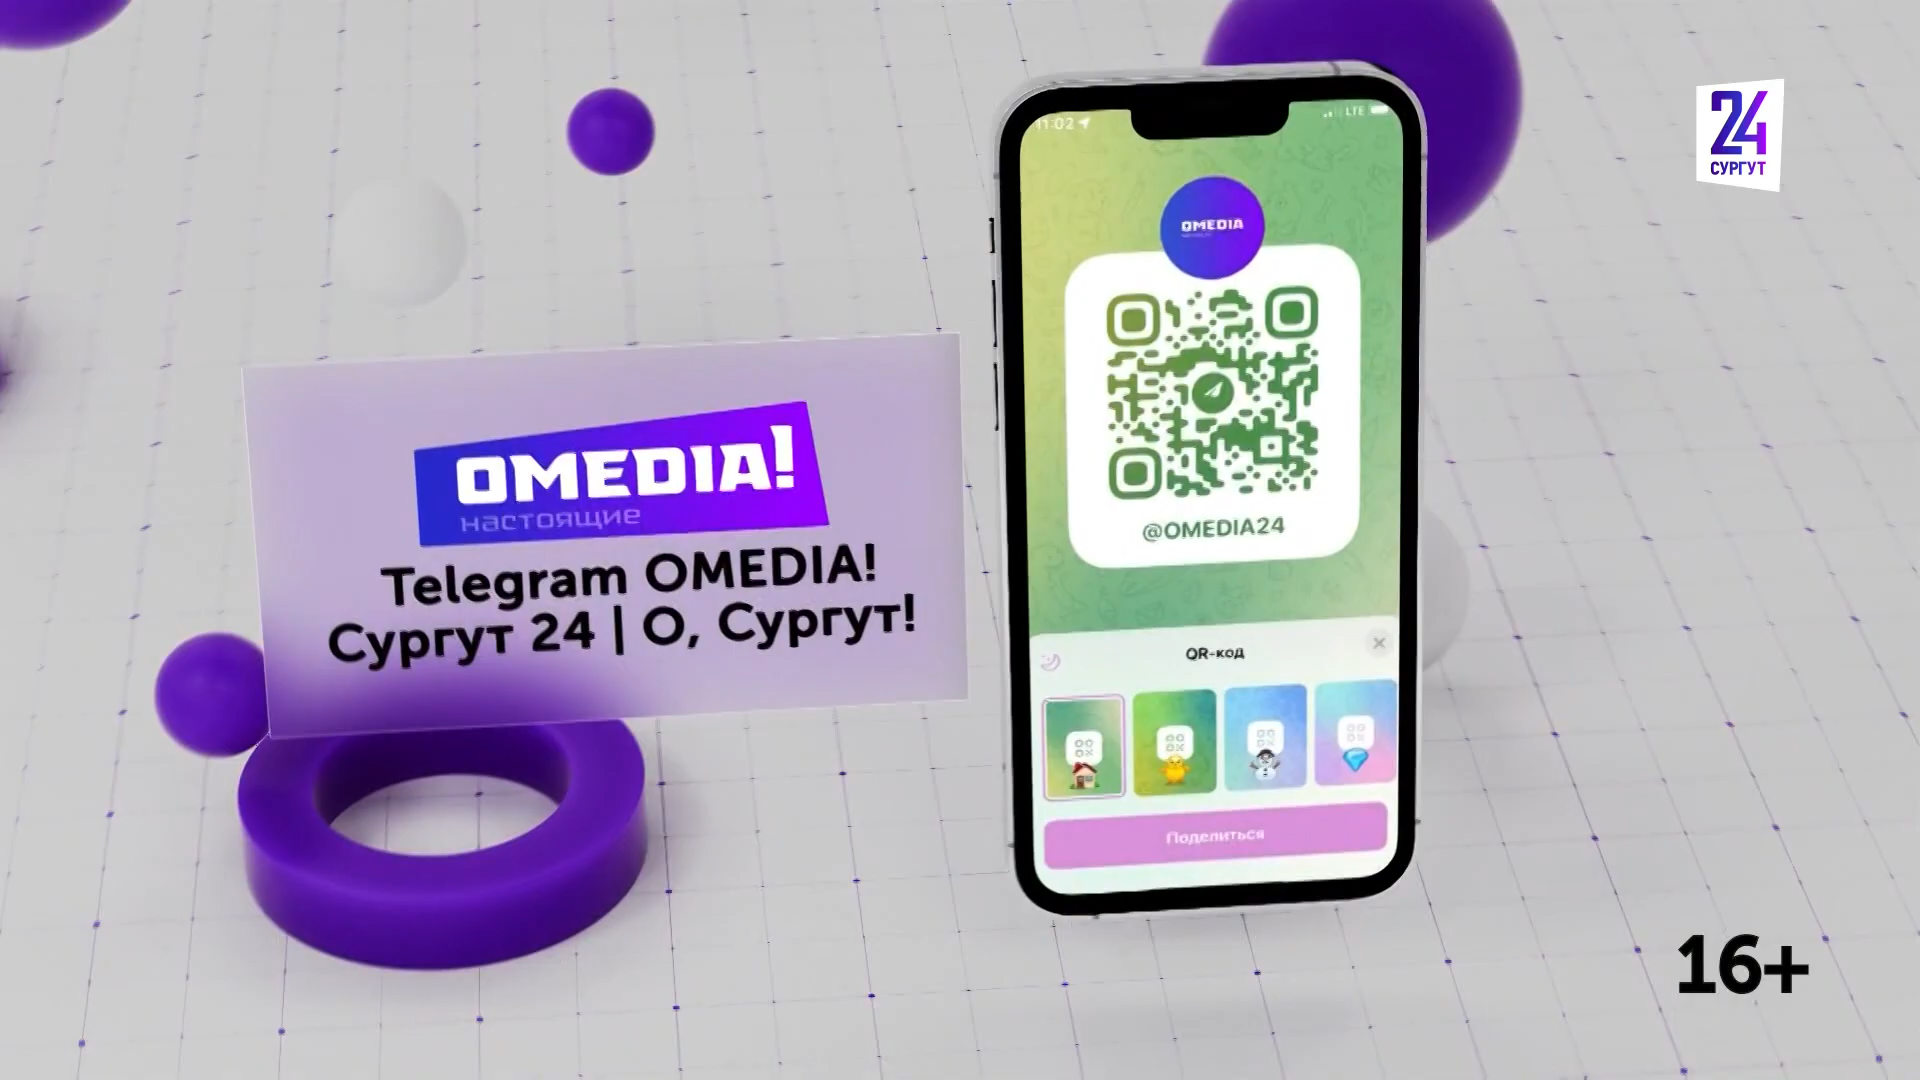 24
СУРГУТ
11:02
LTE
OMEDIA
@OMEDIA24
OMEDIA!
настоящие
Telegram OMEDIA!
Сургут 24 | О, Сургут!
QR-код
Поделиться
16+